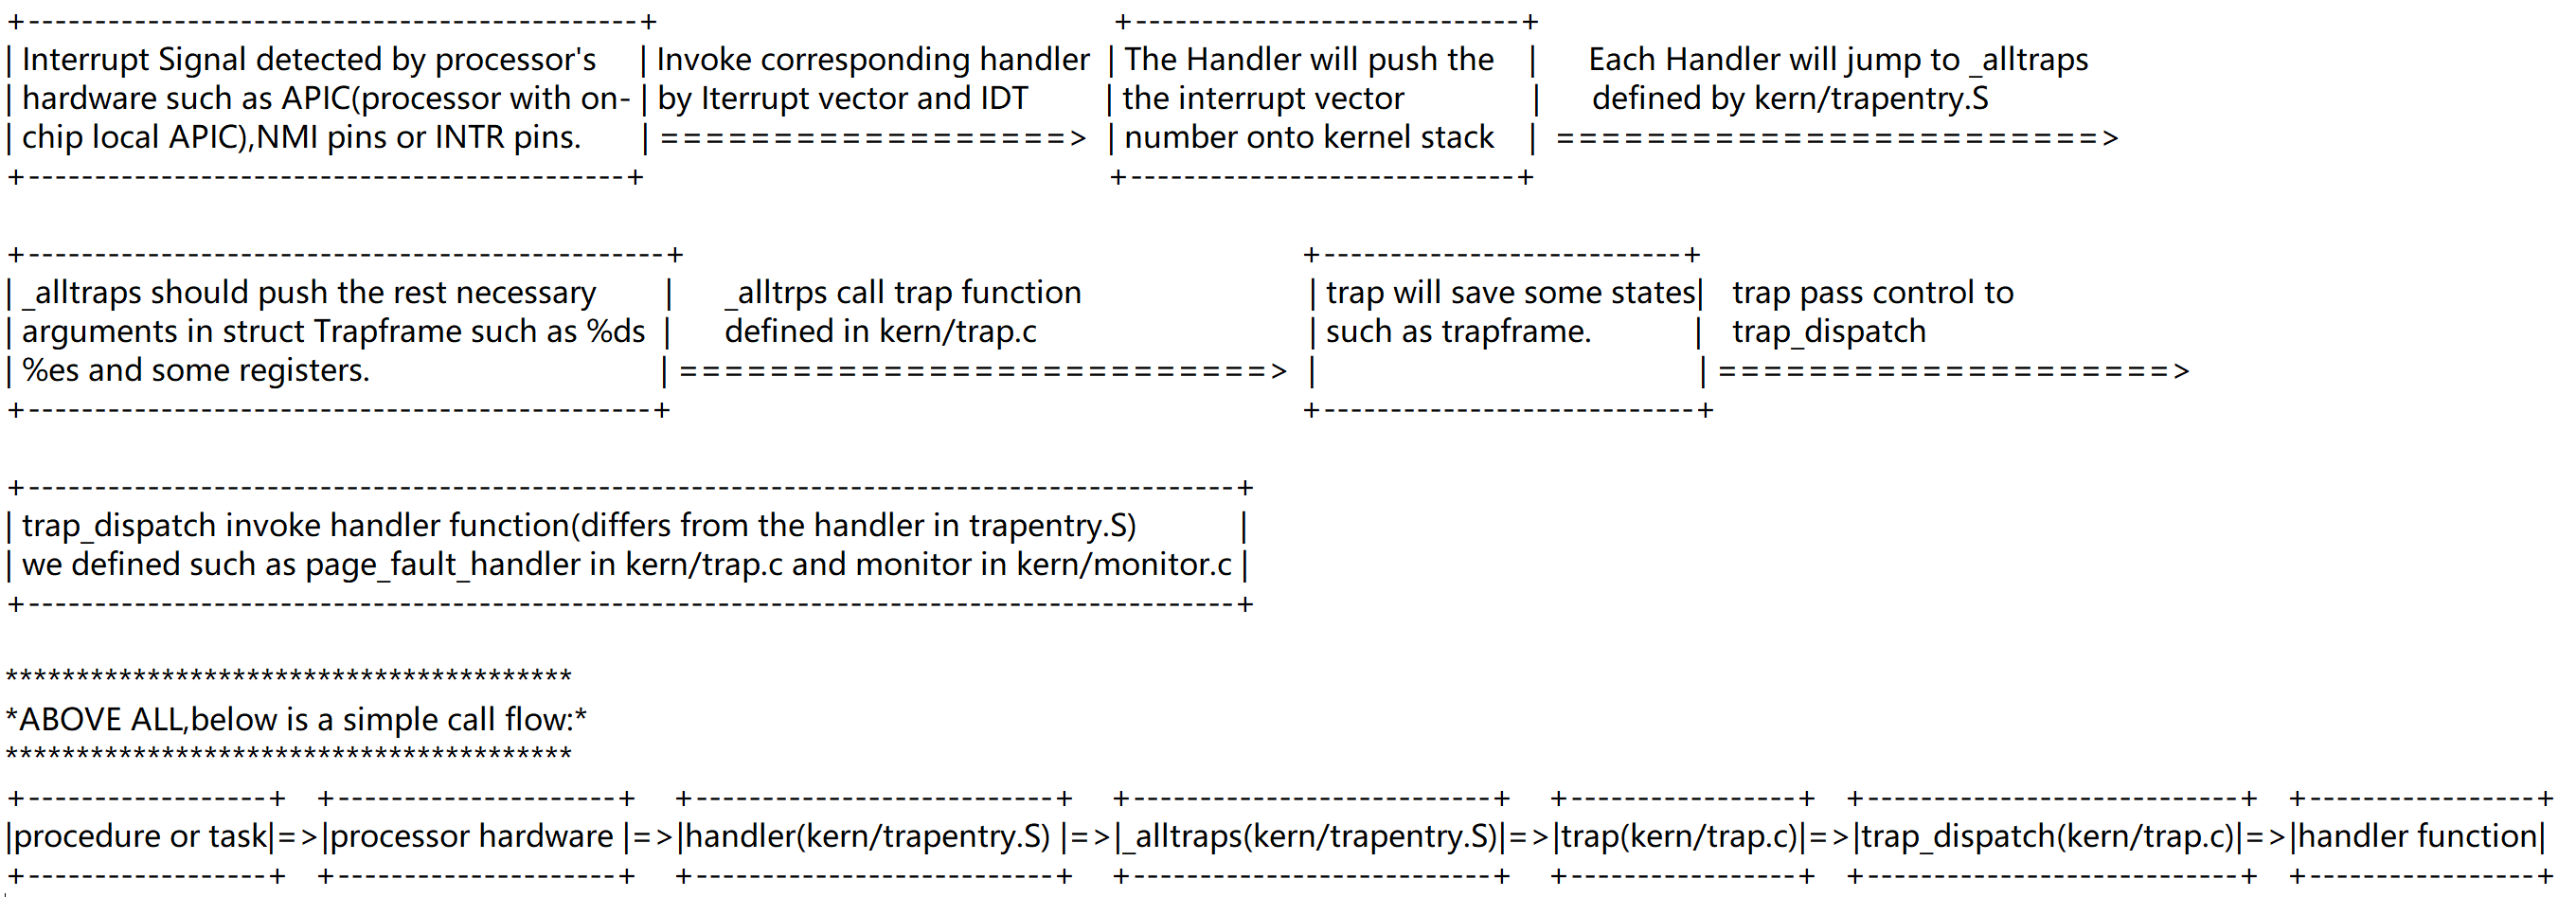 +---------------------------------------------+ +-----------------------------+
| Interrupt Signal detected by processor's | Invoke corresponding handler | The Handler will push the | Each Handler will jump to _alltraps
| hardware such as APIC(processor with on- | by Iterrupt vector and IDT | the interrupt vector | defined by kern/trapentry.S
| chip local APIC),NMI pins or INTR pins. | ==================> | number onto kernel stack | ========================>
+--------------------------------------------+ +-----------------------------+

+-----------------------------------------------+ +---------------------------+
| _alltraps should push the rest necessary | _alltrps call trap function | trap will save some states| trap pass control to
| arguments in struct Trapframe such as %ds | defined in kern/trap.c | such as trapframe. | trap_dispatch
| %es and some registers. | ==========================> | | ====================>
+----------------------------------------------+ +----------------------------+

+------------------------------------------------------------------------------------------+
| trap_dispatch invoke handler function(differs from the handler in trapentry.S) |
| we defined such as page_fault_handler in kern/trap.c and monitor in kern/monitor.c |
+------------------------------------------------------------------------------------------+

****************************************
*ABOVE ALL,below is a simple call flow:*
****************************************
+------------------+ +---------------------+ +--------------------------+ +---------------------------+ +-----------------+ +----------------------------+ +-----------------+
|procedure or task|=>|processor hardware |=>|handler(kern/trapentry.S) |=>|_alltraps(kern/trapentry.S)|=>|trap(kern/trap.c)|=>|trap_dispatch(kern/trap.c)|=>|handler function|
+------------------+ +---------------------+ +--------------------------+ +---------------------------+ +-----------------+ +----------------------------+ +-----------------+